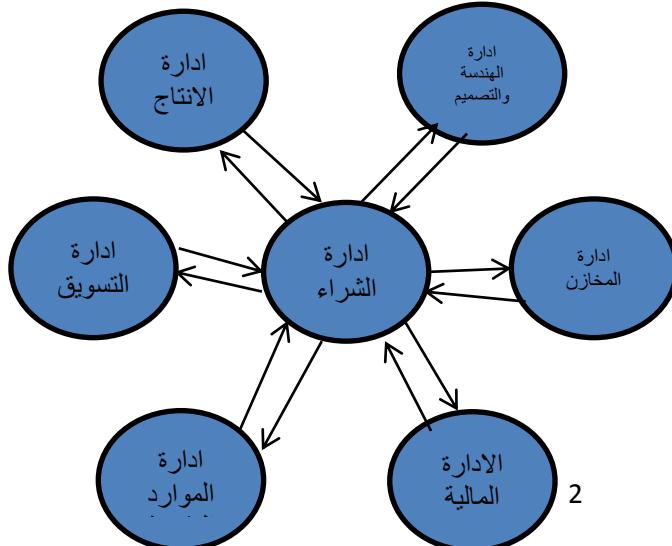 ادارة
الانتاج
ادارة
الهندسة
والتصميم
ادارة
التسويق
ادارة
الشراء
ادارة
المخازن
ادارة
الموارد
الادارة
المالية
2